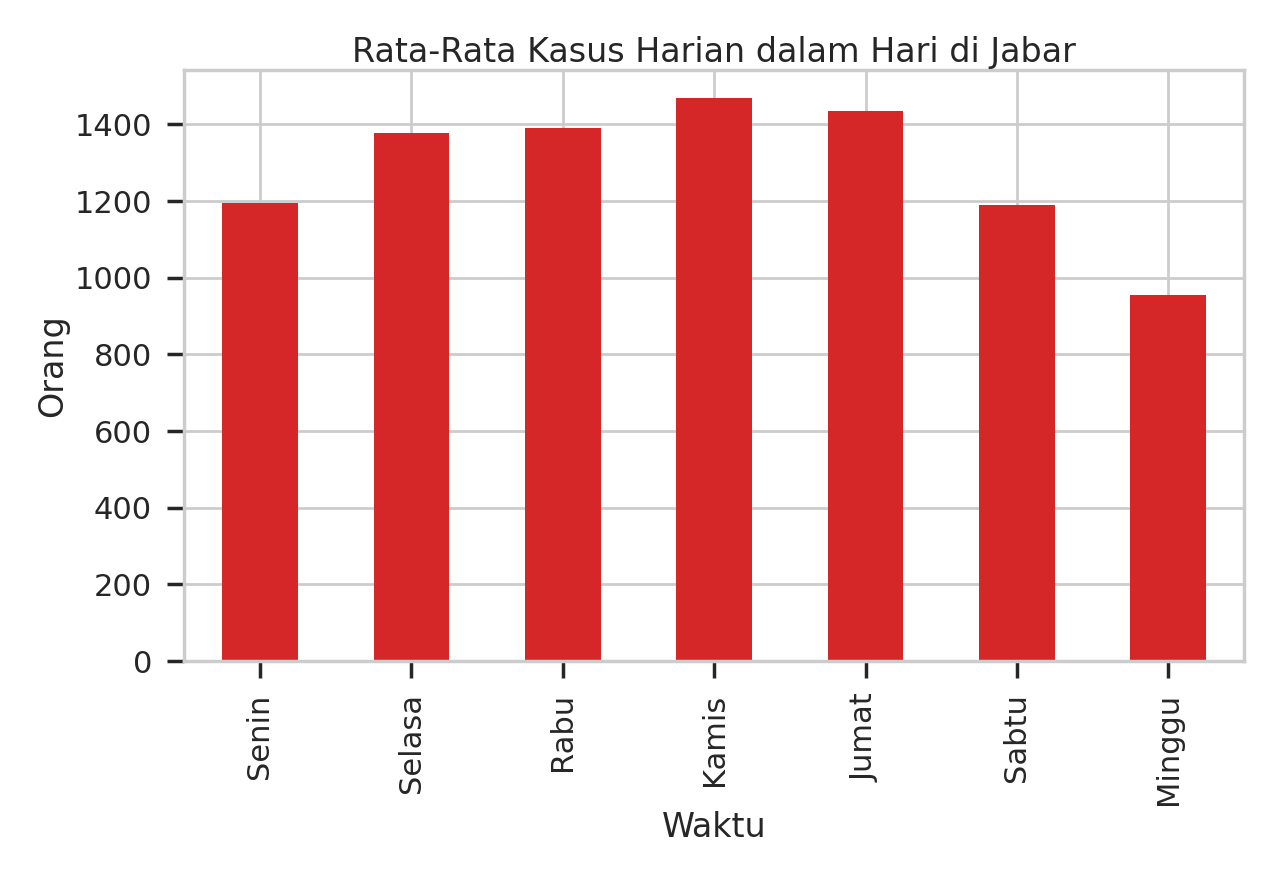 Rata-Rata Kasus Harian dalam Hari di Jabar
1400
1200
1000
800
600
400
200
0
Orang
Senin
Selasa
Rabu
Kamis
Jumat
Sabtu
Minggu
Waktu